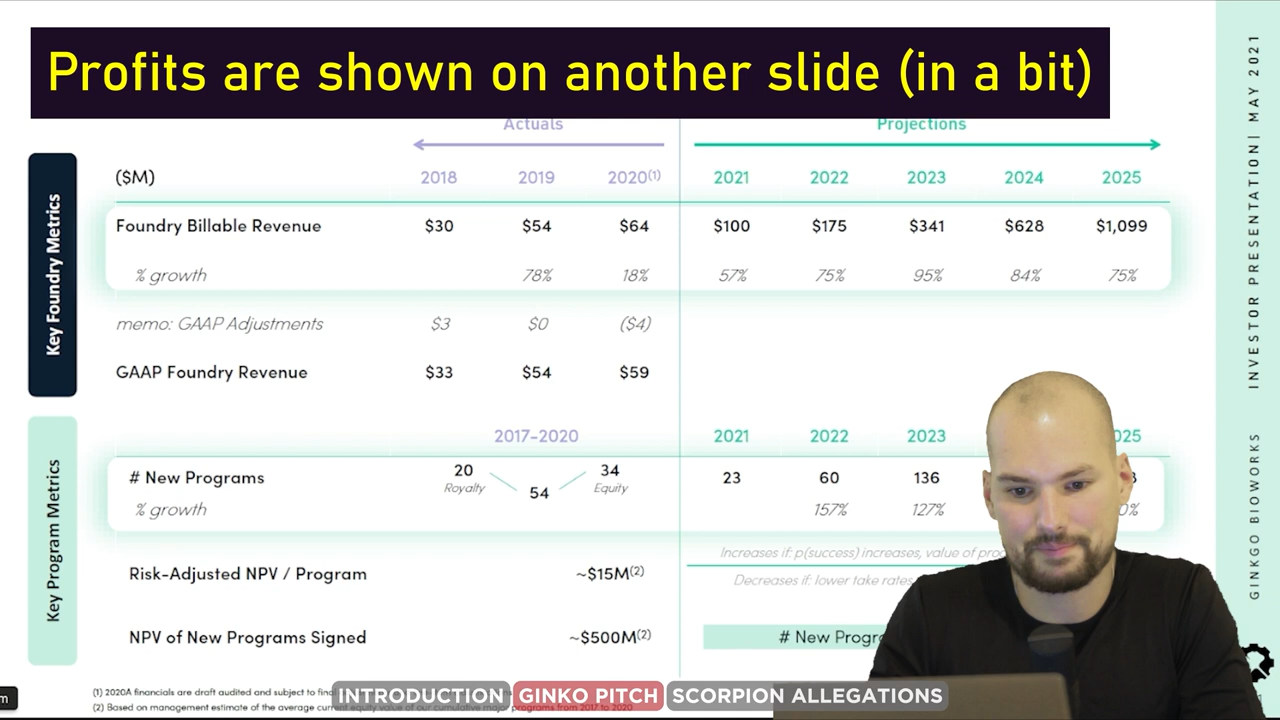 Profits are shown on another slide (in a bit)
Actuals
Projections
Key Foundry Metrics
($M) 2018 2019 2020(1) 2021 2022 2023 2024 2025
Foundry Billable Revenue $30 $54 $64 $100 $175 $341 $628 $1,099
% growth 78% 18% 57% 75% 95% 84% 75%
memo: GAAP Adjustments $3 $0 ($4)
GAAP Foundry Revenue $33 $54 $59
Key Program Metrics
2017-2020 2021 2022 2023 025
# New Programs 20 34 23 60 136
Royalty 54 Equity
% growth 157% 127% 0%
Increases if: p(success) increases, value of
Risk-Adjusted NPV / Program ~$15M(2)
Decreases if: lower take rates
NPV of New Programs Signed ~$500M(2)
# New
(1) 2020A financials are draft audited and subject to
(2) Based on management estimate of the average current equity value of our cumulative major programs from 2017 to 2020
INTRODUCTION GINKO PITCH SCORPION ALLEGATIONS
INVESTOR PRESENTATION| MAY 2021
GINKGO BIOWORKS